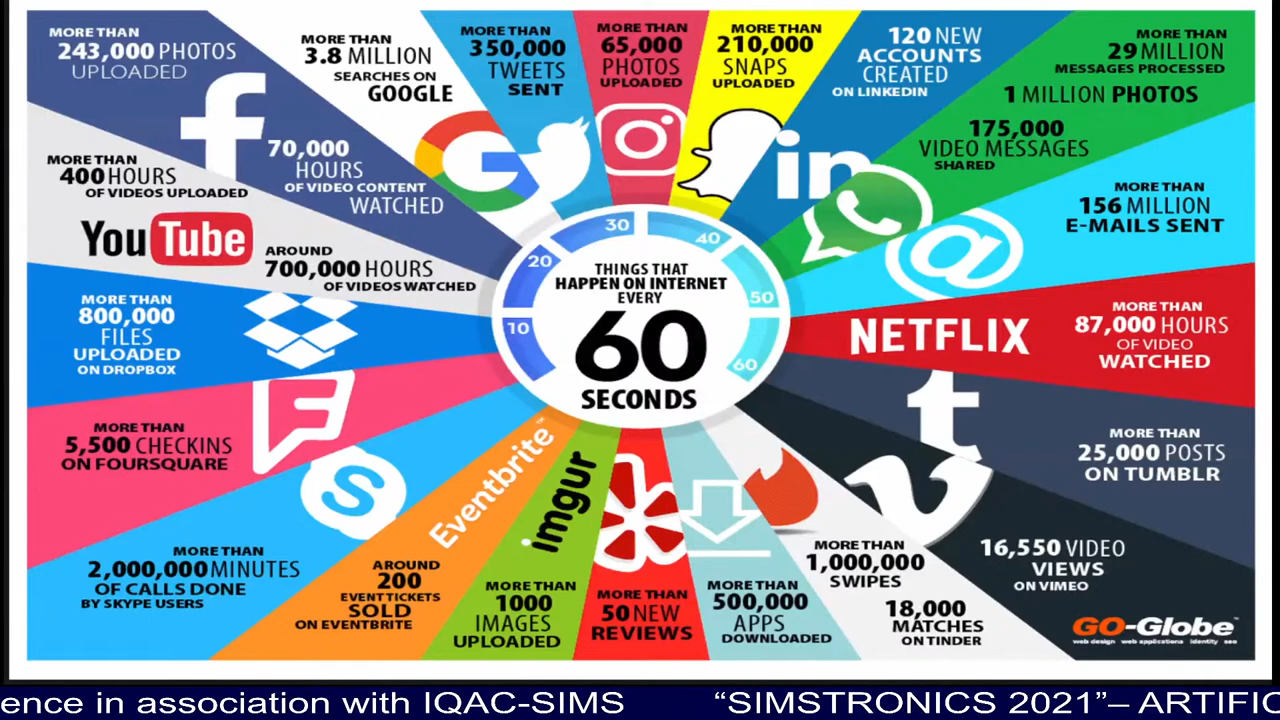 MORE THAN
243,000 PHOTOS
UPLOADED
70,000
HOURS
OF VIDEO CONTENT
WATCHED
MORE THAN
3.8 MILLION
SEARCHES ON
GOOGLE
MORE THAN
350,000
TWEETS
SENT
MORE THAN
65,000
PHOTOS
UPLOADED
MORE THAN
210,000
SNAPS
UPLOADED
120 NEW
ACCOUNTS
CREATED
ON LINKEDIN
in
MORE THAN
29 MILLION
MESSAGES PROCESSED
1 MILLION PHOTOS
175,000
VIDEO MESSAGES
SHARED
MORE THAN
156 MILLION
E-MAILS SENT
@
MORE THAN
400 HOURS
OF VIDEOS UPLOADED
YouTube
AROUND
700,000 HOURS
OF VIDEOS WATCHED
10
20
30
40
50
60
THINGS THAT
HAPPEN ON INTERNET
EVERY
60
SECONDS
NETFLIX
MORE THAN
87,000 HOURS
OF VIDEO
WATCHED
MORE THAN
800,000
FILES
UPLOADED
ON DROPBOX
t
MORE THAN
25,000 POSTS
ON TUMBLR
MORE THAN
5,500 CHECKINS
ON FOURSQUARE
MORE THAN
2,000,000 MINUTES
OF CALLS DONE
BY SKYPE USERS
Eventbrite™
AROUND
200
EVENT TICKETS
SOLD
ON EVENTBRITE
imgur
MORE THAN
1000
IMAGES
UPLOADED
MORE THAN
50 NEW
REVIEWS
MORE THAN
500,000
APPS
DOWNLOADED
MORE THAN
1,000,000
SWIPES
18,000
MATCHES
ON TINDER
16,550 VIDEO
VIEWS
ON VIMEO
GO-Globe™
web design web applications identity seo
ence in association with IQAC-SIMS “SIMSTRONICS 2021”– ARTIFIC